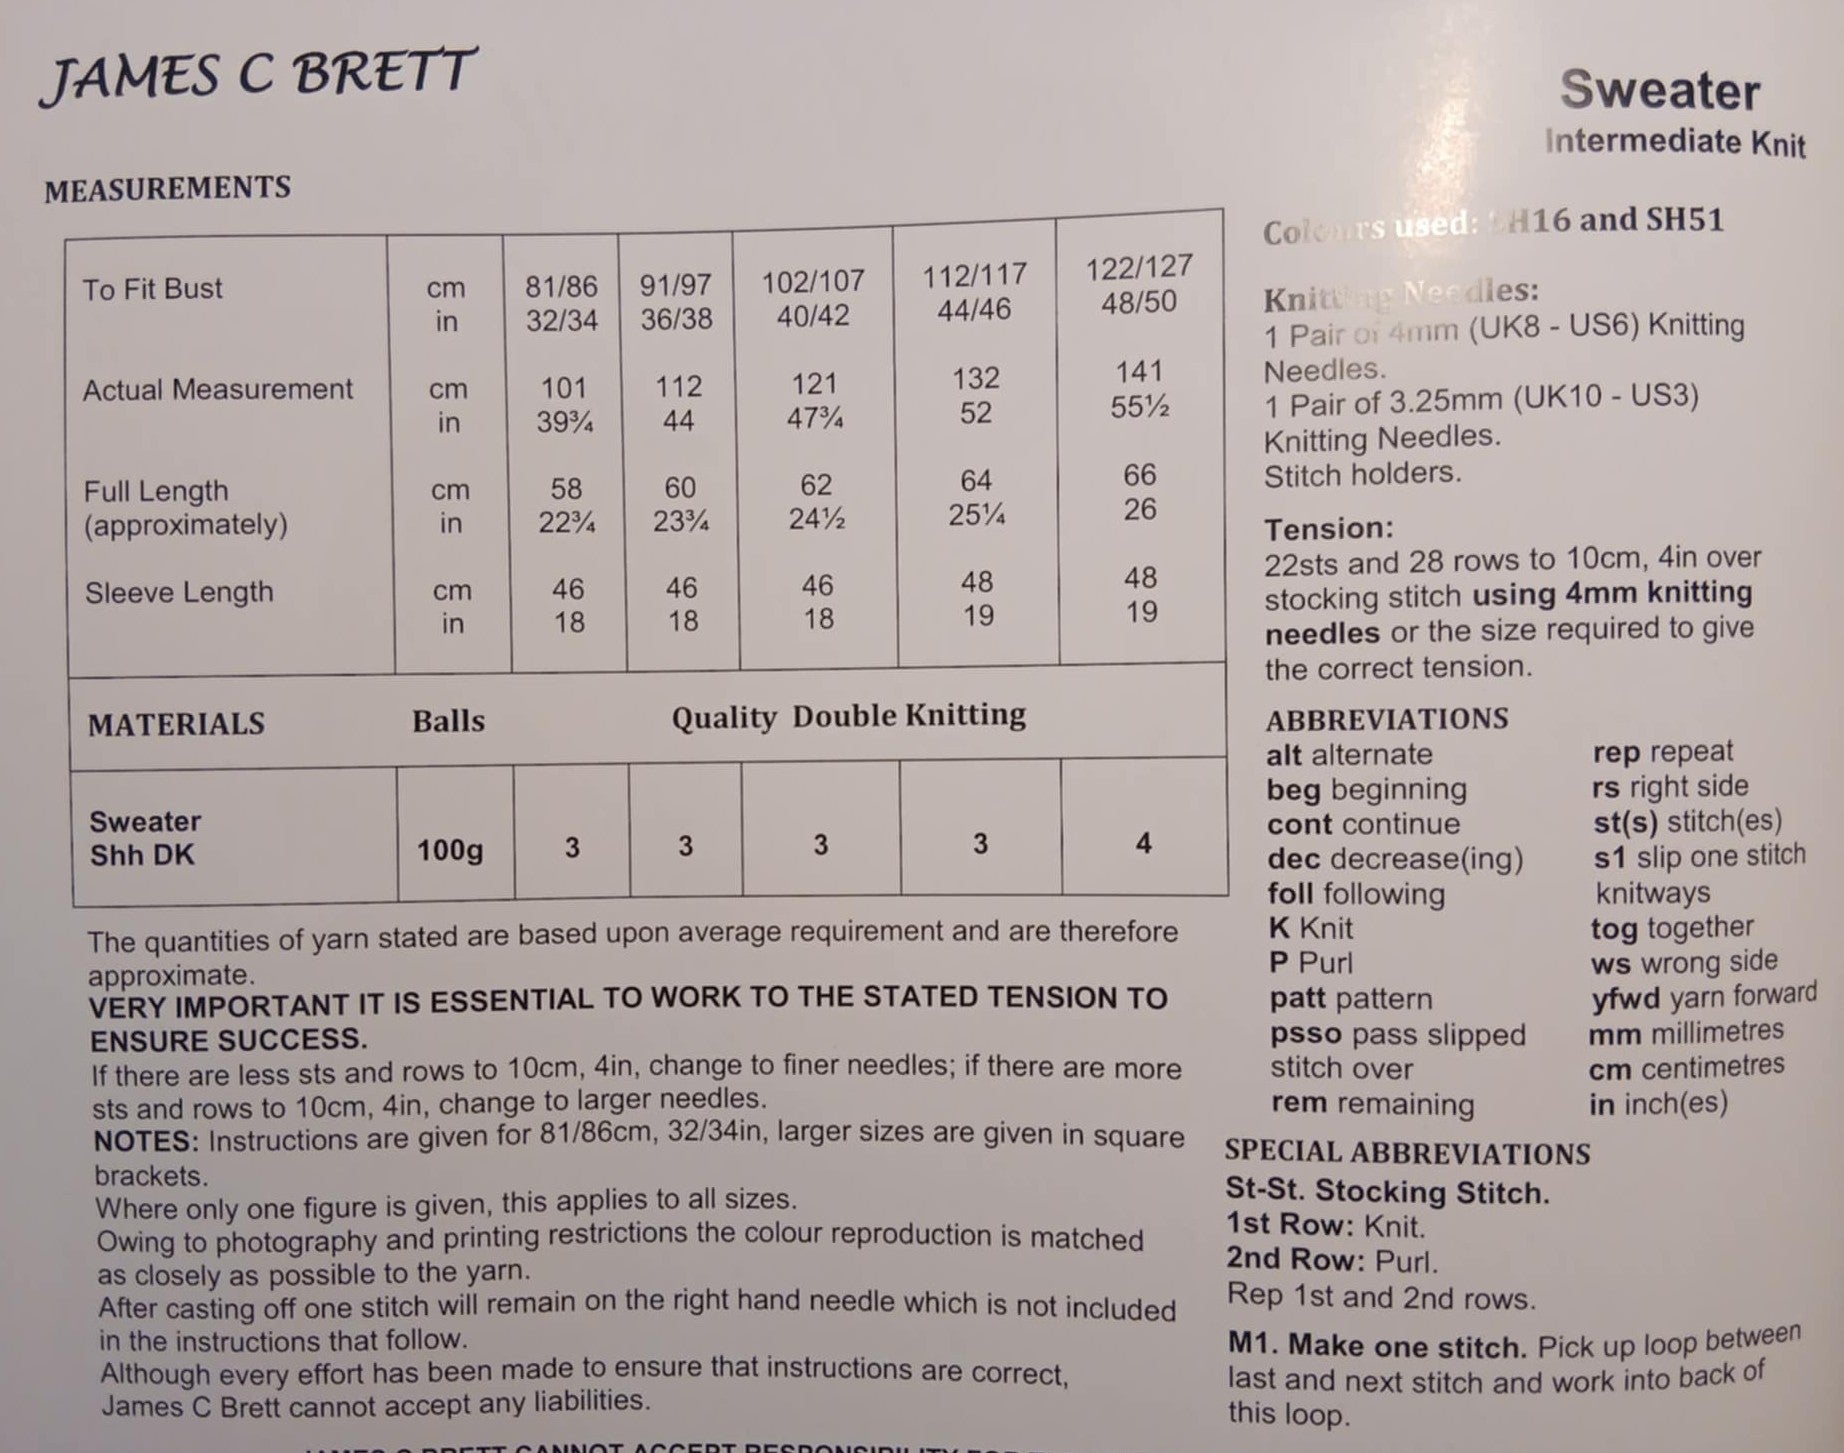 JAMES C BRETT
Sweater
Intermediate Knit
MEASUREMENTS
To Fit Bust cm 81/86 91/97 102/107 112/117 122/127
in 32/34 36/38 40/42 44/46 48/50
Actual Measurement cm 101 112 121 132 141
in 39¾ 44 47¾ 52 55½
Full Length cm 58 60 62 64 66
(approximately) in 22¾ 23¾ 24½ 25¼ 26
Sleeve Length cm 46 46 46 48 48
in 18 18 18 19 19
MATERIALS Balls Quality Double Knitting
Sweater
Shh DK 100g 3 3 3 3 4
The quantities of yarn stated are based upon average requirement and are therefore
approximate.
VERY IMPORTANT IT IS ESSENTIAL TO WORK TO THE STATED TENSION TO
ENSURE SUCCESS.
If there are less sts and rows to 10cm, 4in, change to finer needles; if there are more
sts and rows to 10cm, 4in, change to larger needles.
NOTES: Instructions are given for 81/86cm, 32/34in, larger sizes are given in square
brackets.
Where only one figure is given, this applies to all sizes.
Owing to photography and printing restrictions the colour reproduction is matched
as closely as possible to the yarn.
After casting off one stitch will remain on the right hand needle which is not included
in the instructions that follow.
Although every effort has been made to ensure that instructions are correct,
James C Brett cannot accept any liabilities.
JAMES C BRETT CANNOT ACCEPT RESPONSIBILITY FOR
Colours used: SH16 and SH51
Knitting Needles:
1 Pair of 4mm (UK8 - US6) Knitting
Needles.
1 Pair of 3.25mm (UK10 - US3)
Knitting Needles.
Stitch holders.
Tension:
22sts and 28 rows to 10cm, 4in over
stocking stitch using 4mm knitting
needles or the size required to give
the correct tension.
ABBREVIATIONS
alt alternate
beg beginning
cont continue
dec decrease(ing)
foll following
K Knit
P Purl
patt pattern
psso pass slipped
stitch over
rem remaining
rep repeat
rs right side
st(s) stitch(es)
s1 slip one stitch
knitways
tog together
ws wrong side
yfwd yarn forward
mm millimetres
cm centimetres
in inch(es)
SPECIAL ABBREVIATIONS
St-St. Stocking Stitch.
1st Row: Knit.
2nd Row: Purl.
Rep 1st and 2nd rows.
M1. Make one stitch. Pick up loop between
last and next stitch and work into back of
this loop.